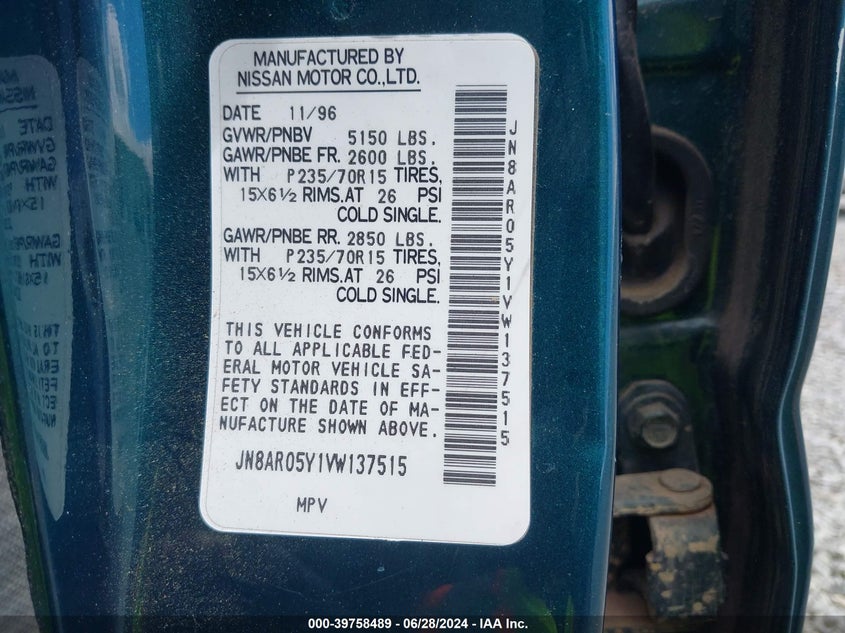 MANUFACTURED BY
NISSAN MOTOR CO.,LTD.
DATE 11/96
GVWR/PNBV 5150 LBS.
GAWR/PNBE FR. 2600 LBS.
WITH P235/70R15 TIRES,
15X6½ RIMS.AT 26 PSI
COLD SINGLE.
GAWR/PNBE RR. 2850 LBS.
WITH P235/70R15 TIRES,
15X6½ RIMS.AT 26 PSI
COLD SINGLE.
THIS VEHICLE CONFORMS
TO ALL APPLICABLE FED-
ERAL MOTOR VEHICLE SA-
FETY STANDARDS IN EFF-
ECT ON THE DATE OF MA-
NUFACTURE SHOWN ABOVE.
JN8AR05Y1VW137515
MPV
JN8AR05Y1VW137515
000-39758489 - 06/28/2024 - IAA Inc.